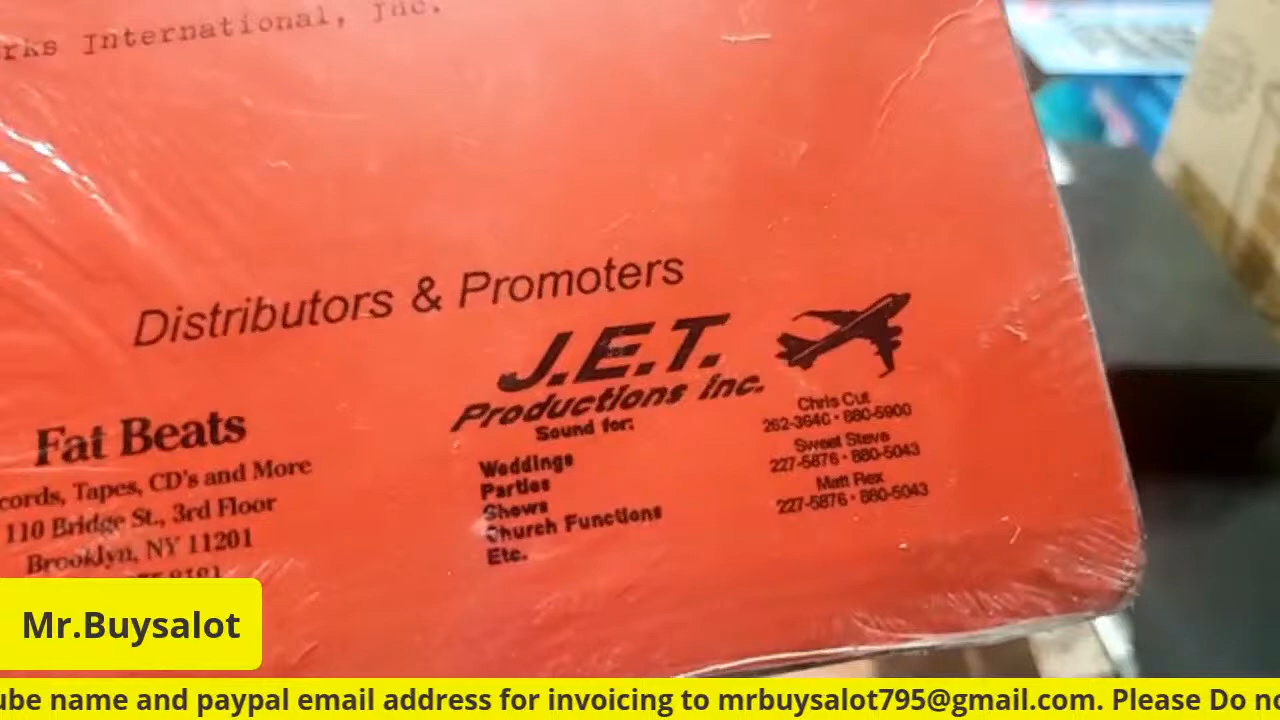 rks International, Inc.
Distributors & Promoters
J.E.T.
Productions Inc.
Sound for:
Weddings
Parties
Shows
Church Functions
Etc.
Chris Cut
262-3640 • 880-5900
Sweet Steve
227-5876 • 880-5043
Matt Rex
227-5876 • 880-5043
Fat Beats
cords, Tapes, CD's and More
110 Bridge St., 3rd Floor
Brooklyn, NY 11201
Mr.Buysalot
ube name and paypal email address for invoicing to mrbuysalot795@gmail.com. Please Do no